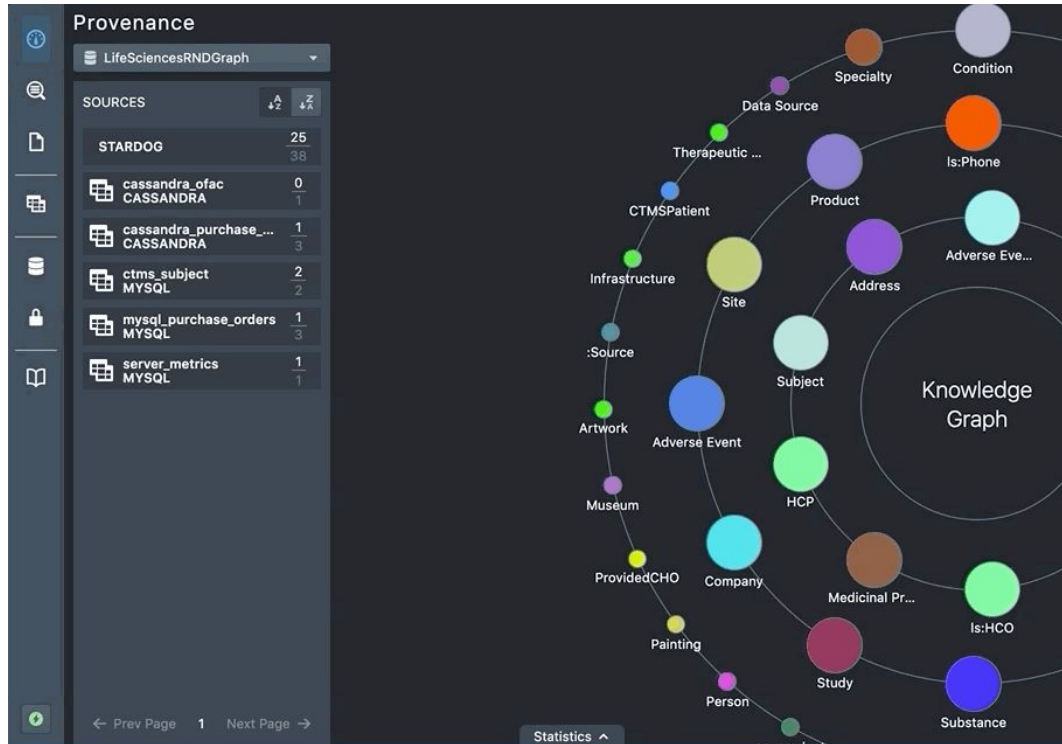 Provenance
LifeSciencesRNDGraph
SOURCES
STARDOG
25
38
cassandra_ofac
CASSANDRA
0
1
cassandra_purchase_...
CASSANDRA
1
3
ctms_subject
MYSQL
2
2
mysql_purchase_orders
MYSQL
1
3
server_metrics
MYSQL
1
1
← Prev Page 1 Next Page →
Specialty
Condition
Data Source
Therapeutic ...
Is:Phone
CTMSPatient
Product
Adverse Eve...
Infrastructure
Site
Address
:Source
Subject
Knowledge
Graph
Artwork
Adverse Event
Museum
HCP
ProvidedCHO
Company
Medicinal Pr...
Is:HCO
Painting
Study
Person
Substance
Statistics